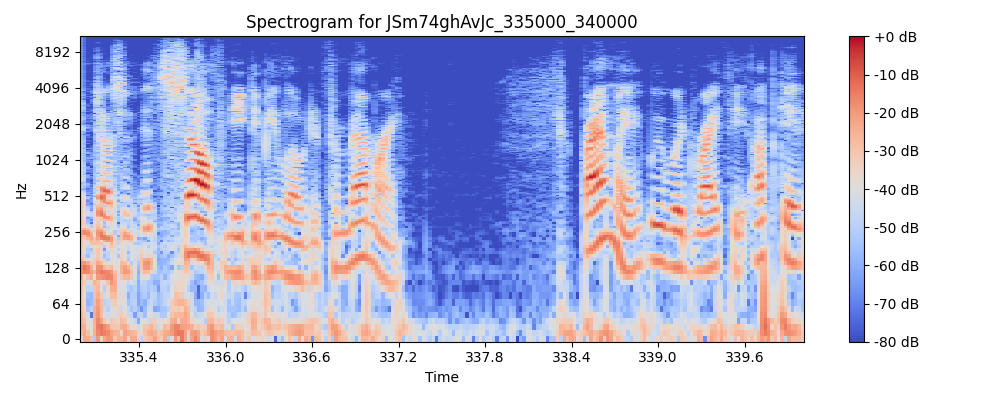 Spectrogram for JSm74ghAvJc_335000_340000
8192
4096
2048
1024
512
256
128
64
0
Hz
335.4 336.0 336.6 337.2 337.8 338.4 339.0 339.6
Time
+0 dB
-10 dB
-20 dB
-30 dB
-40 dB
-50 dB
-60 dB
-70 dB
-80 dB